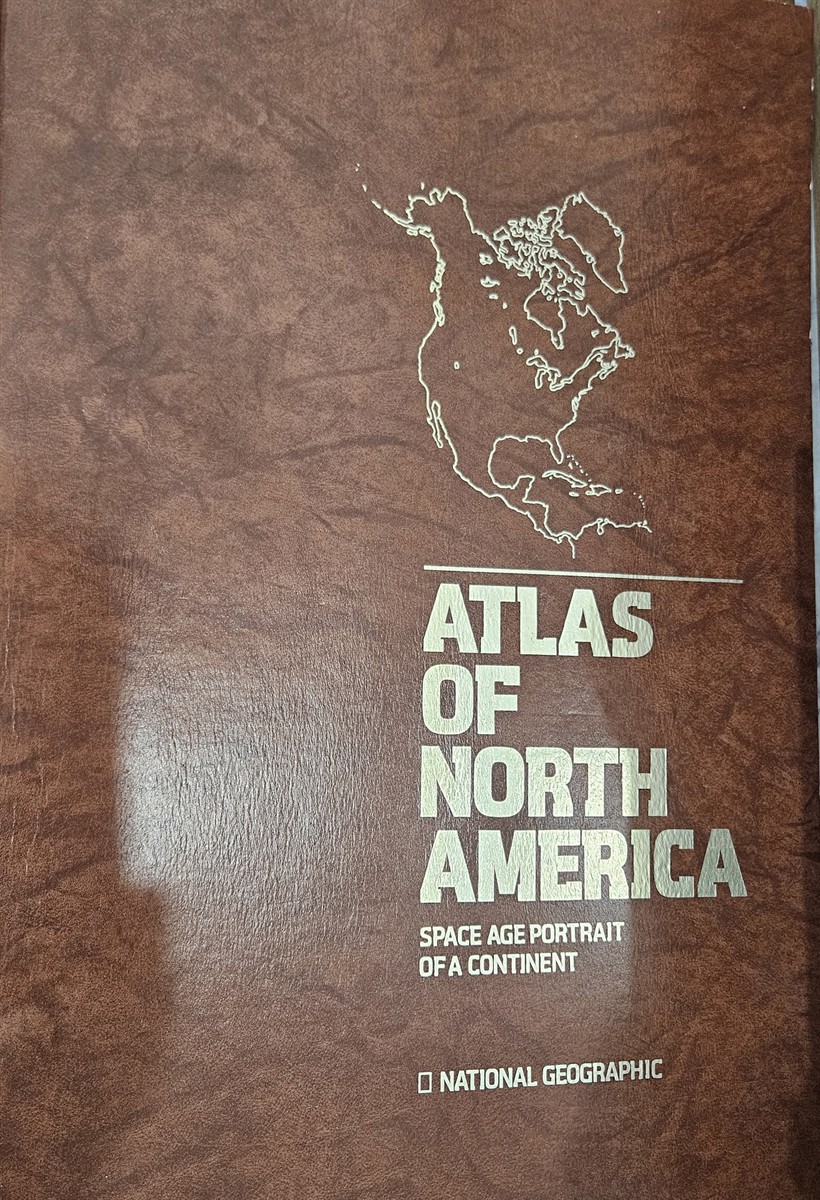 ATLAS
OF
NORTH
AMERICA
SPACE AGE PORTRAIT
OF A CONTINENT
NATIONAL GEOGRAPHIC